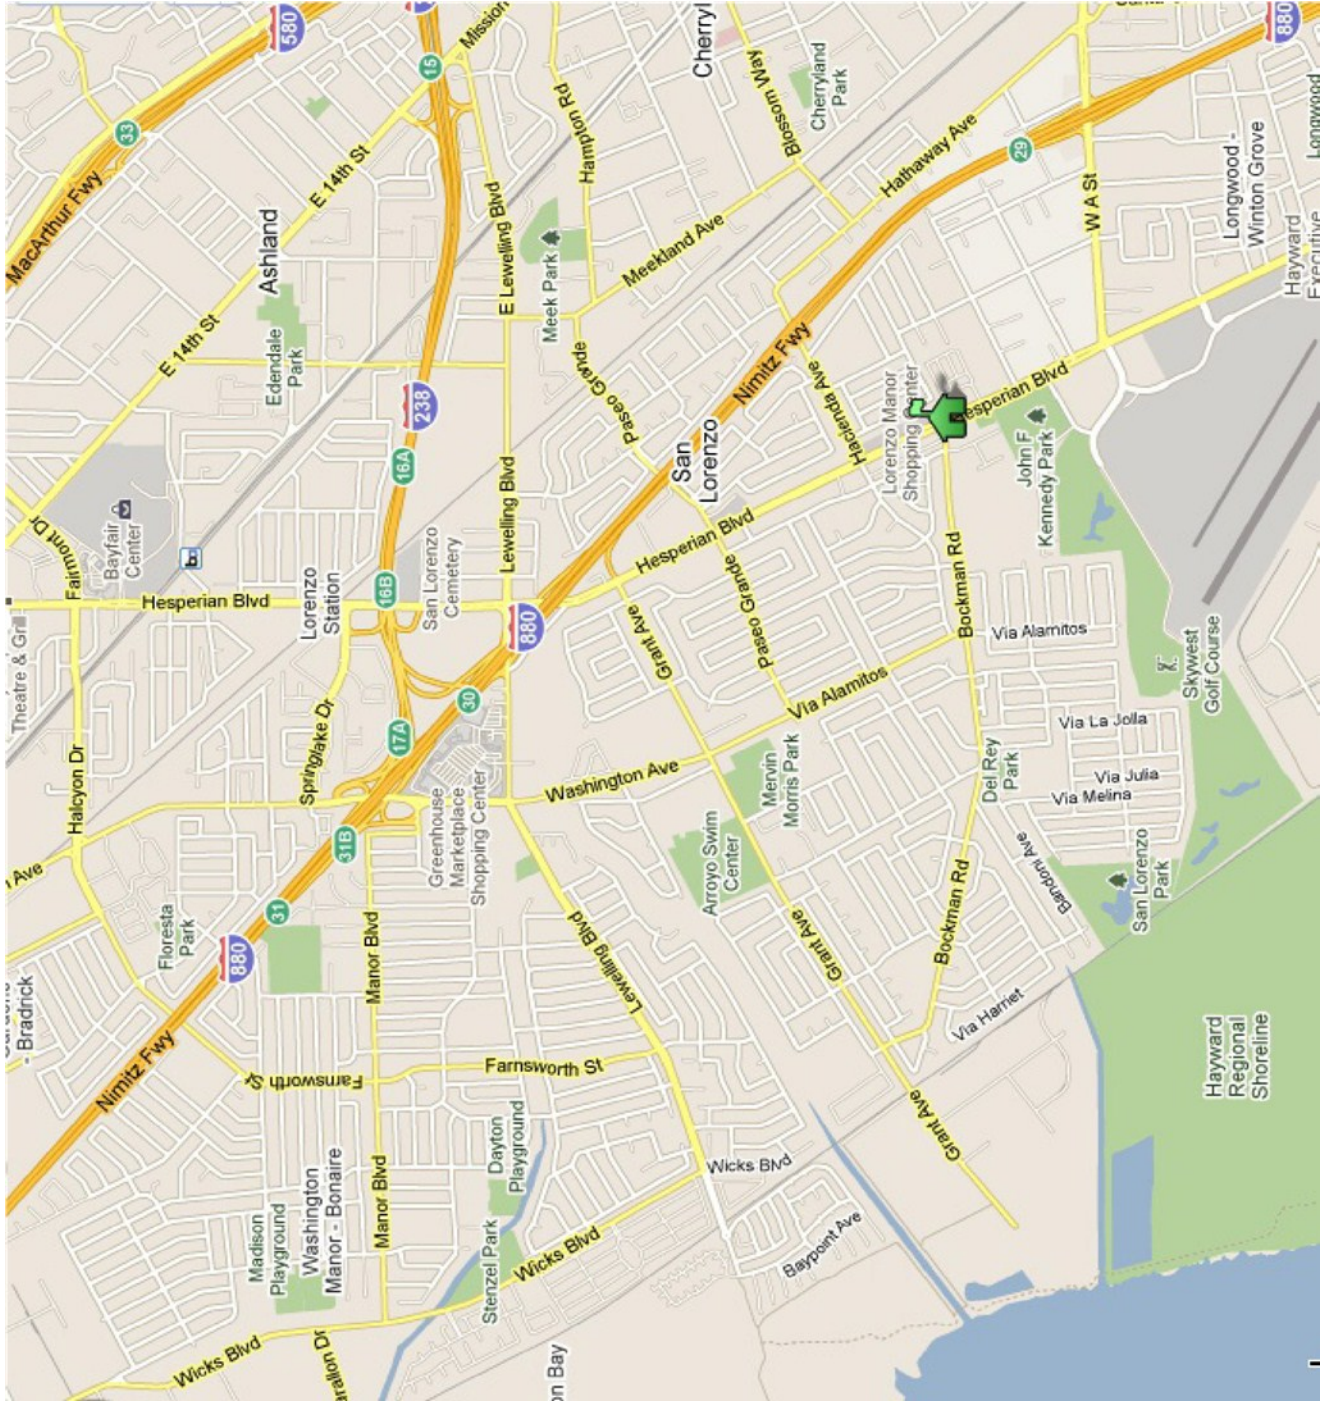 580
33
MacArthur Fwy
15
Mission
E 14th St
Ashland
E 14th St
Edendale
Park
238
16A
E Lewelling Blvd
Hampton Rd
Meek Park
Meekland Ave
Blossom Way
Cherryland
Park
Hathaway Ave
29
880
W A St
Longwood -
Winton Grove
Longwood
Hayward
Fairmont Dr
Bayfair
Center
Hesperian Blvd
Lorenzo
Station
16B
San Lorenzo
Cemetery
Lewelling Blvd
880
Paseo Grande
San
Lorenzo
Nimitz Fwy
Hacienda Ave
Lorenzo Manor
Shopping Center
Hesperian Blvd
Hesperian Blvd
John F
Kennedy Park
Theatre & Grill
Halcyon Dr
Springlake Dr
17A
30
Grant Ave
Paseo Grande
Via Alamitos
Bockman Rd
Via Alamitos
Skywest
Golf Course
Via La Jolla
Via Julia
Via Melina
Del Rey
Park
31B
Greenhouse
Marketplace
Shopping Center
Washington Ave
Mervin
Morris Park
Arroyo Swim
Center
Bandoni Ave
San Lorenzo
Park
Ave
Floresta
Park
31
880
Manor Blvd
Lewelling Blvd
Grant Ave
Bockman Rd
Via Harriet
Hayward
Regional
Shoreline
- Bradrick
Nimitz Fwy
Farnsworth St
Farnsworth St
Grant Ave
Madison
Playground
Washington
Manor - Bonaire
Manor Blvd
Dayton
Playground
Stenzel Park
Wicks Blvd
Wicks Blvd
Baypoint Ave
Wicks Blvd
Bay